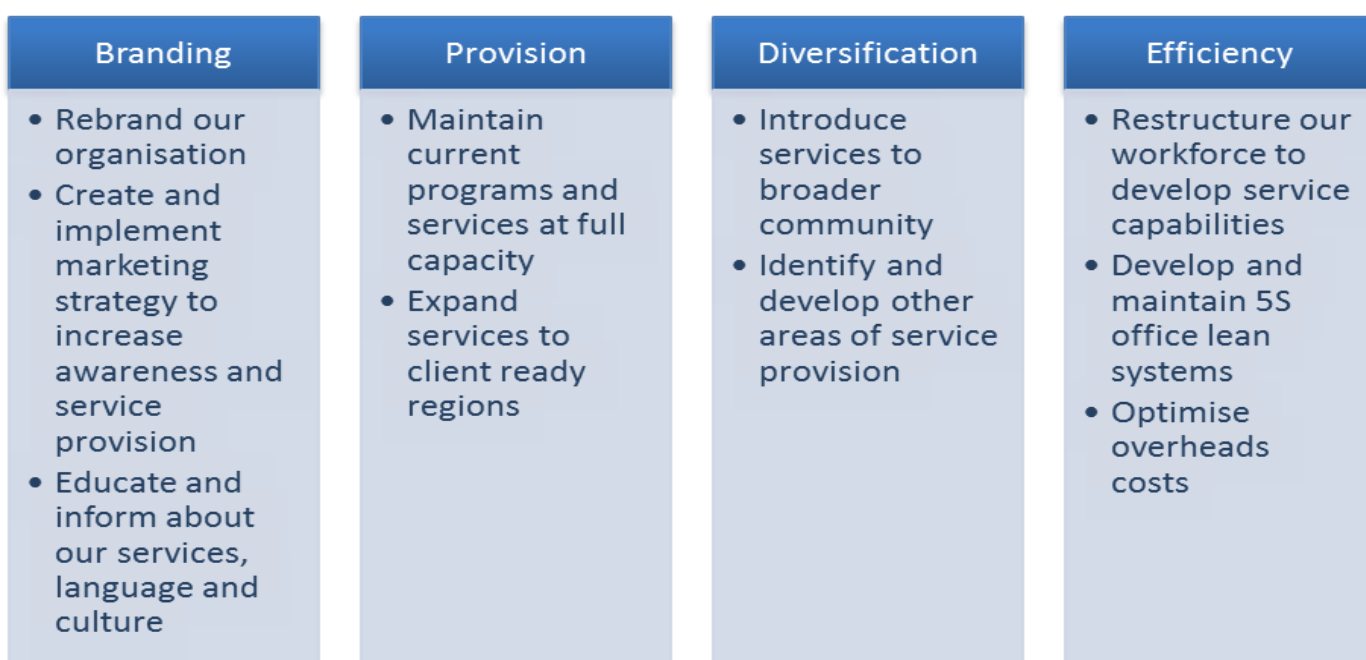 Branding
• Rebrand our
organisation
• Create and
implement
marketing
strategy to
increase
awareness and
service
provision
• Educate and
inform about
our services,
language and
culture
Provision
• Maintain
current
programs and
services at full
capacity
• Expand
services to
client ready
regions
Diversification
• Introduce
services to
broader
community
• Identify and
develop other
areas of service
provision
Efficiency
• Restructure our
workforce to
develop service
capabilities
• Develop and
maintain 5S
office lean
systems
• Optimise
overheads
costs